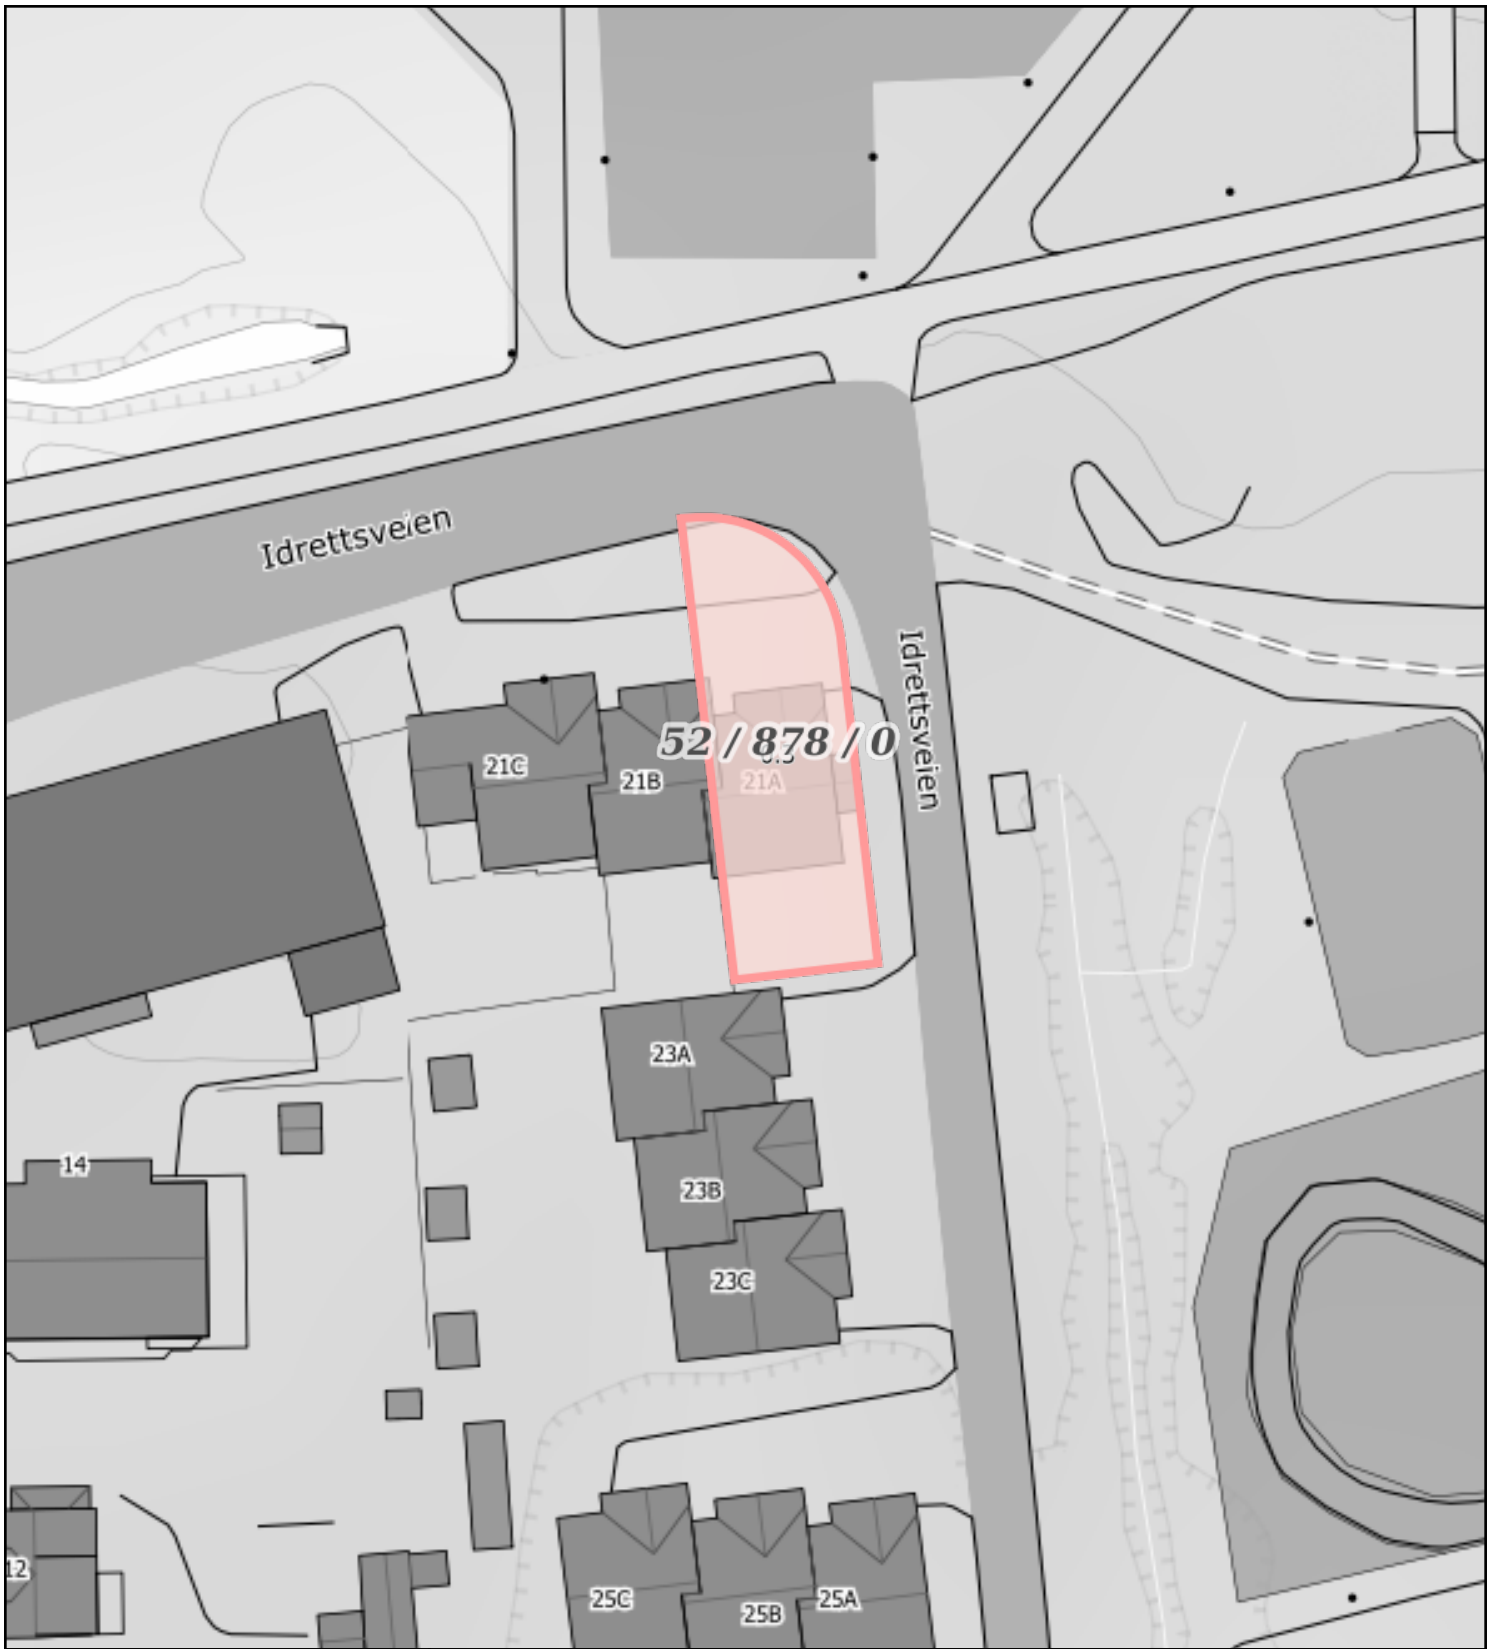 Idrettsveien
Idrettsveien
52 / 878 / 0
21C
21B
21A
23A
23B
14
23C
12
25C
25B
25A